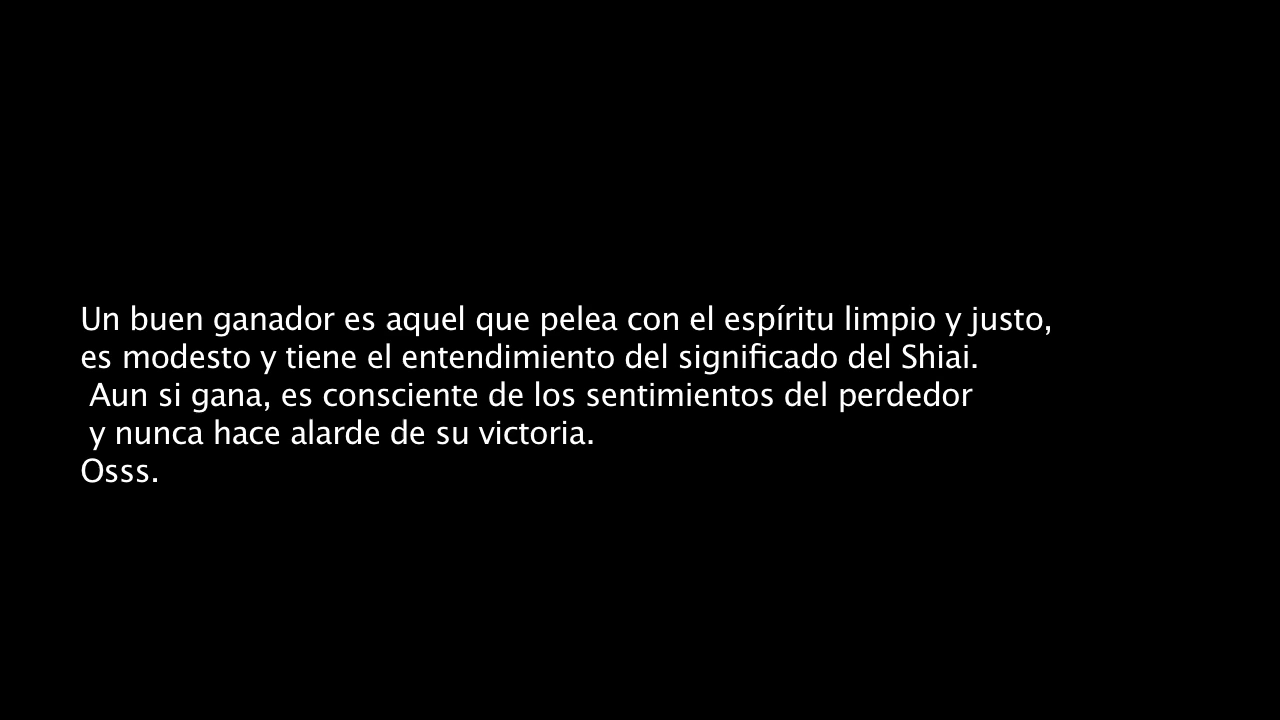 Un buen ganador es aquel que pelea con el espíritu limpio y justo,
es modesto y tiene el entendimiento del significado del Shiai.
Aun si gana, es consciente de los sentimientos del perdedor
y nunca hace alarde de su victoria.
Osss.